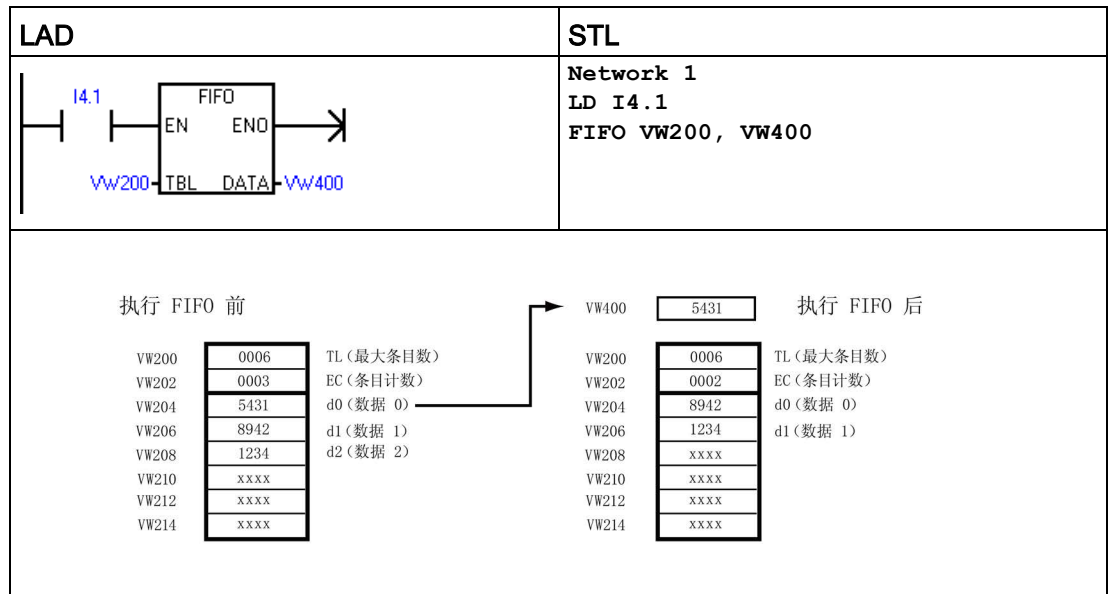 LAD
STL
I4.1
FIFO
EN ENO
VW200 TBL DATA VW400
Network 1
LD I4.1
FIFO VW200, VW400
执行 FIFO 前
VW200 0006 TL(最大条目数)
VW202 0003 EC(条目计数)
VW204 5431 d0(数据 0)
VW206 8942 d1(数据 1)
VW208 1234 d2(数据 2)
VW210 xxxx
VW212 xxxx
VW214 xxxx
VW400 5431 执行 FIFO 后
VW200 0006 TL(最大条目数)
VW202 0002 EC(条目计数)
VW204 8942 d0(数据 0)
VW206 1234 d1(数据 1)
VW208 xxxx
VW210 xxxx
VW212 xxxx
VW214 xxxx